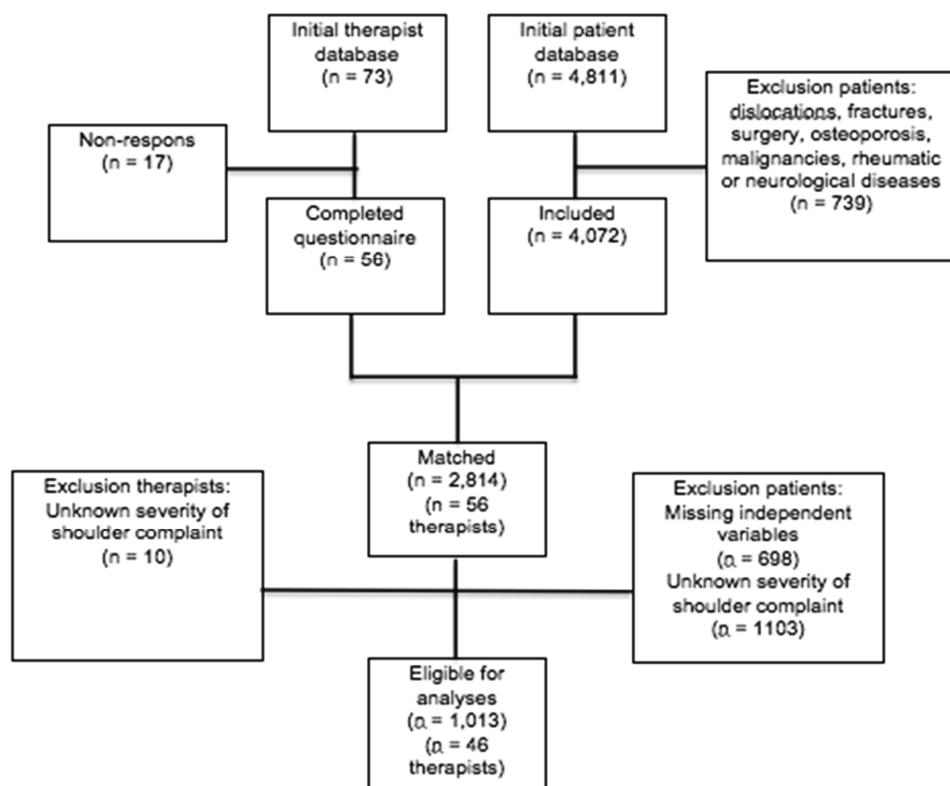 Initial therapist
database
(n = 73)
Initial patient
database
(n = 4,811)
Exclusion patients:
dislocations, fractures,
surgery, osteoporosis,
malignancies, rheumatic
or neurological diseases
(n = 739)
Non-respons
(n = 17)
Completed
questionnaire
(n = 56)
Included
(n = 4,072)
Matched
(n = 2,814)
(n = 56
therapists)
Exclusion therapists:
Unknown severity of
shoulder complaint
(n = 10)
Exclusion patients:
Missing independent
variables
(n = 698)
Unknown severity of
shoulder complaint
(n = 1103)
Eligible for
analyses
(n = 1,013)
(n = 46
therapists)